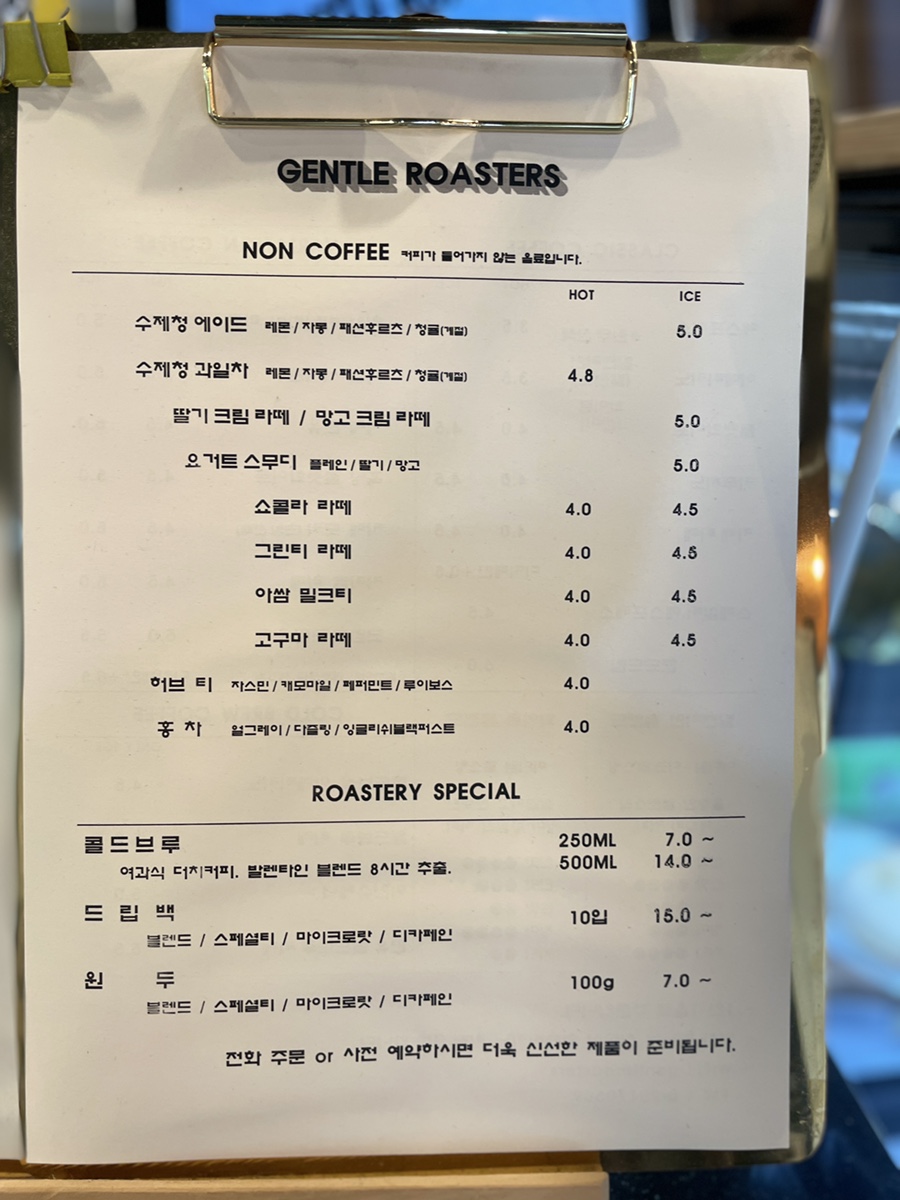 GENTLE ROASTERS
NON COFFEE 커피가 들어가지 않는 음료입니다.
HOT ICE
수제청 에이드 레몬 / 자몽 / 패션후르츠 / 청귤(계절) 5.0
수제청 과일차 레몬 / 자몽 / 패션후르츠 / 청귤(계절) 4.8
딸기 크림 라떼 / 망고 크림 라떼 5.0
요거트 스무디 플레인 / 딸기 / 망고 5.0
쇼콜라 라떼 4.0 4.5
그린티 라떼 4.0 4.5
아쌈 밀크티 4.0 4.5
고구마 라떼 4.0 4.5
허브 티 자스민 / 캐모마일 / 페퍼민트 / 루이보스 4.0
홍 차 얼그레이 / 다즐링 / 잉글리쉬블랙퍼스트 4.0
ROASTERY SPECIAL
콜드브루 250ML 7.0 ~
여과식 더치커피. 발렌타인 블렌드 8시간 추출. 500ML 14.0 ~
드 립 백 10입 15.0 ~
블렌드 / 스페셜티 / 마이크로랏 / 디카페인
원 두 100g 7.0 ~
블렌드 / 스페셜티 / 마이크로랏 / 디카페인
전화 주문 or 사전 예약하시면 더욱 신선한 제품이 준비됩니다.